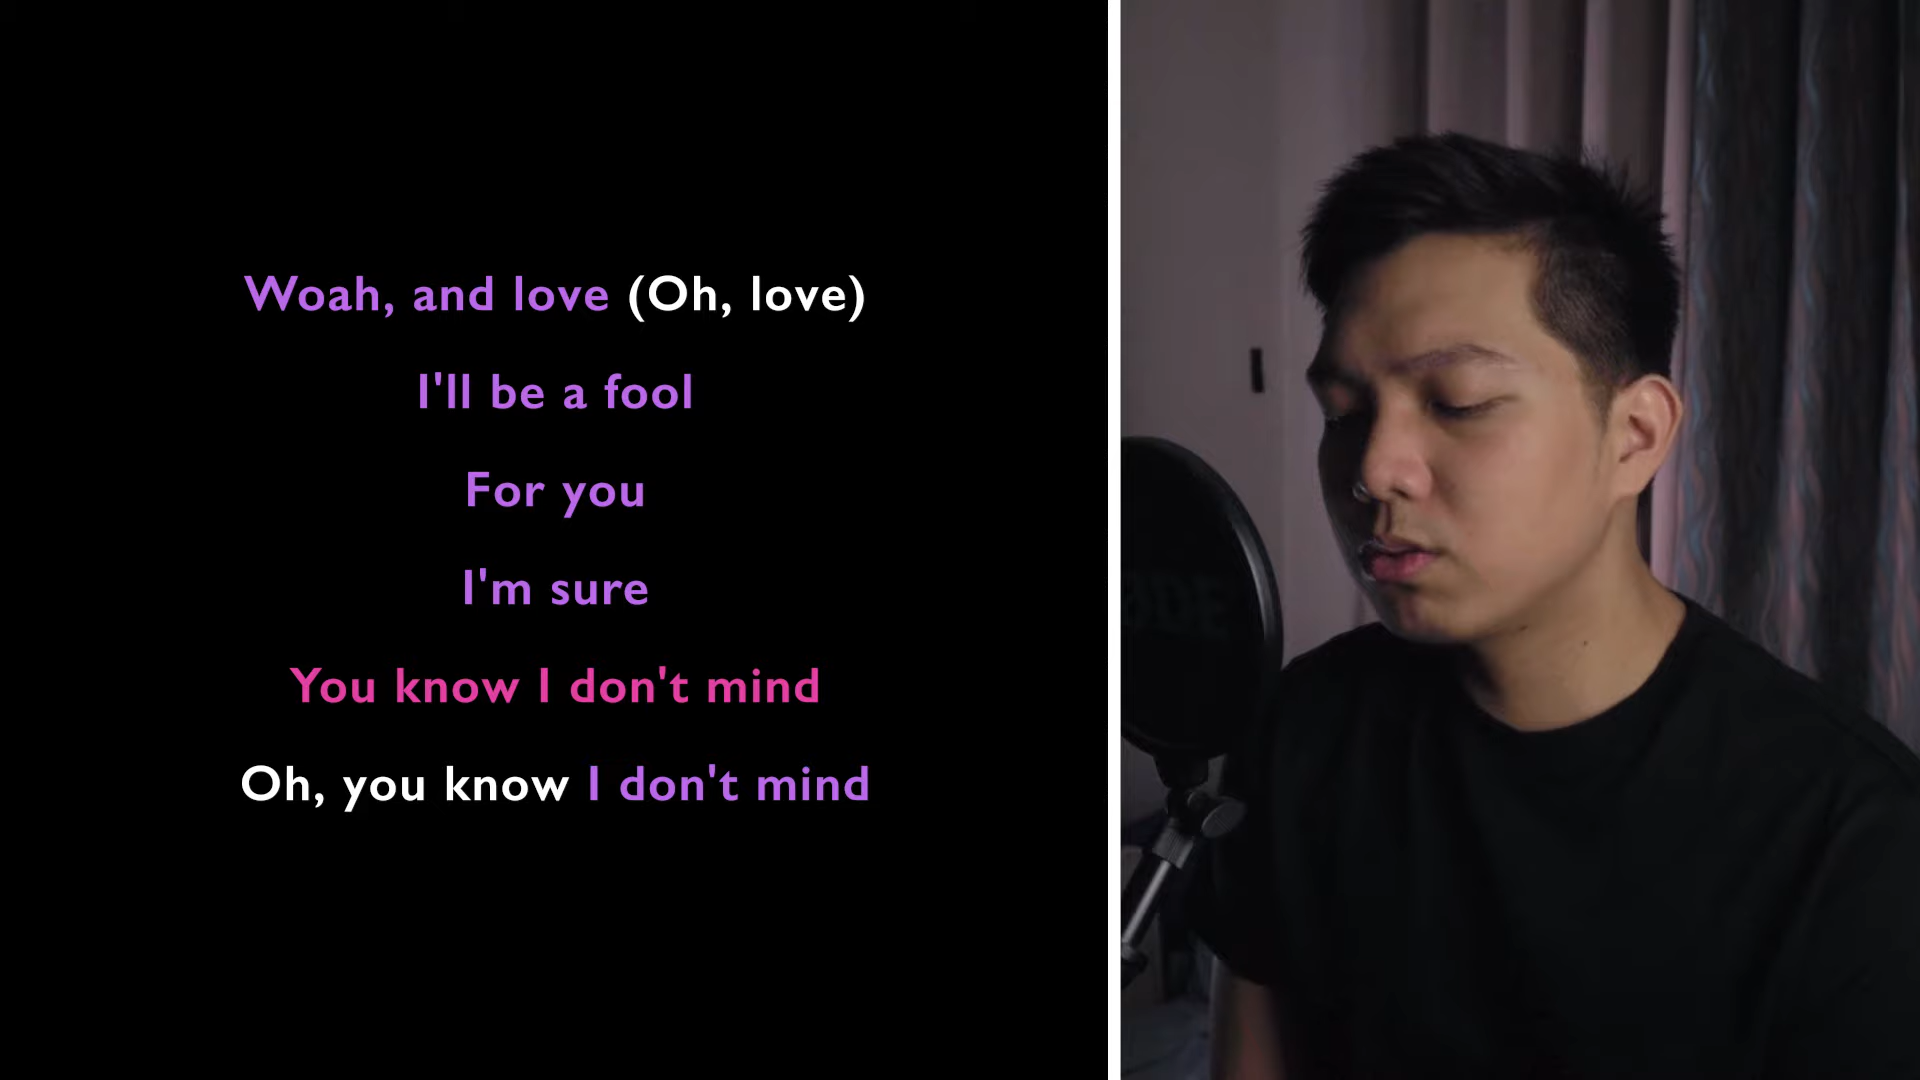 Woah, and love (Oh, love)
I'll be a fool
For you
I'm sure
You know I don't mind
Oh, you know I don't mind